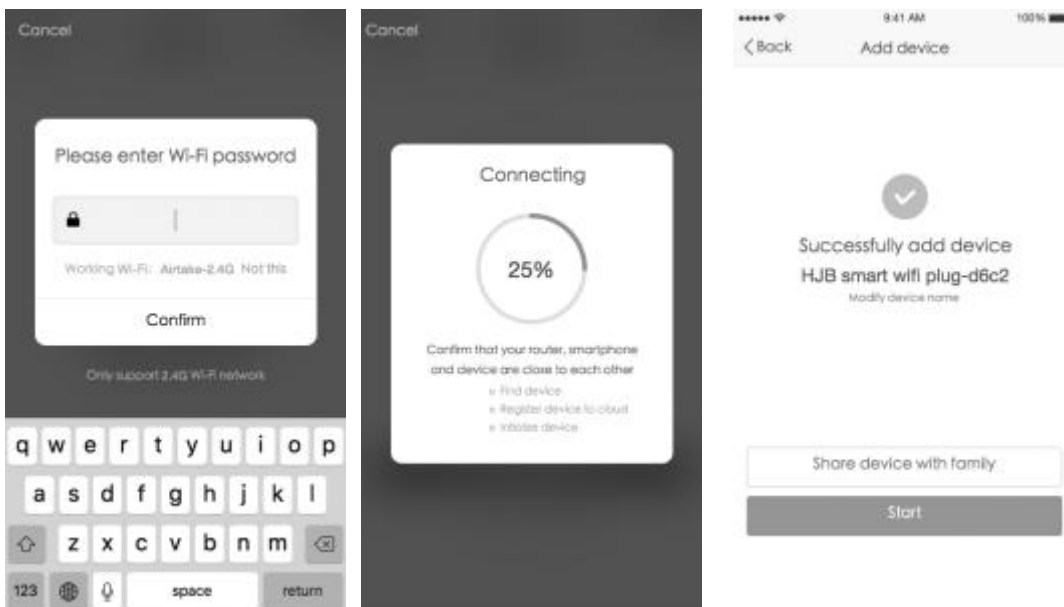 Cancel
Please enter Wi-Fi password
Working Wi-Fi: Airtake-2.4G Not this
Confirm
Only support 2.4G Wi-Fi network
q w e r t y u i o p
a s d f g h j k l
z x c v b n m
123 space return
Cancel
Connecting
25%
Confirm that your router, smartphone
and device are close to each other
Find device
Register device to cloud
Initialize device
9:41 AM 100%
Back Add device
Successfully add device
HJB smart wifi plug-d6c2
Modify device name
Share device with family
Start